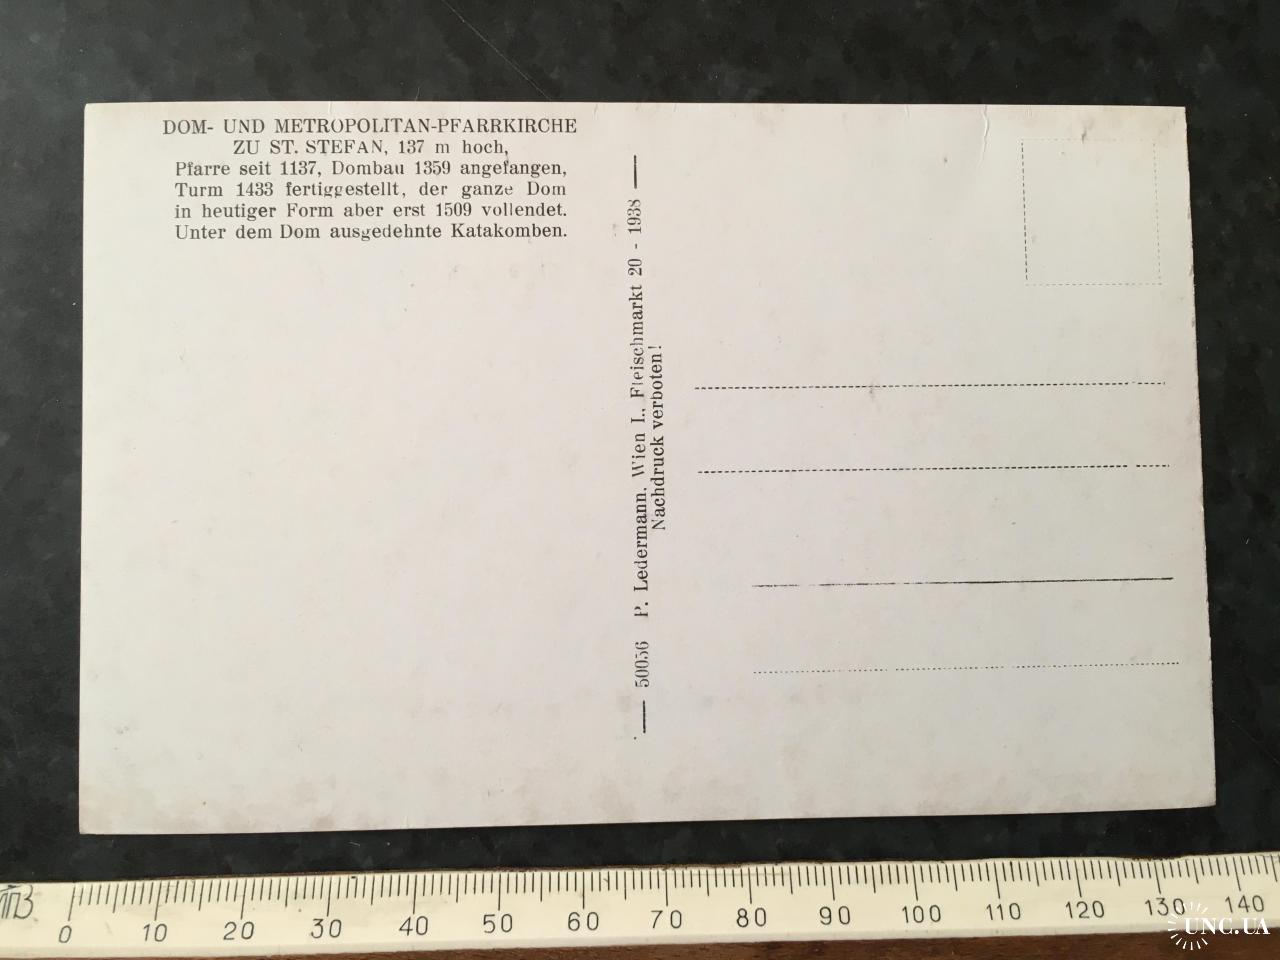 DOM- UND METROPOLITAN-PFARRKIRCHE
ZU ST. STEFAN, 137 m hoch,
Pfarre seit 1137, Dombau 1359 angefangen,
Turm 1433 fertiggestellt, der ganze Dom
in heutiger Form aber erst 1509 vollendet.
Unter dem Dom ausgedehnte Katakomben.
50056 P. Ledermann, Wien I., Fleischmarkt 20 - 1938
Nachdruck verboten!
0 10 20 30 40 50 60 70 80 90 100 110 120 130 140
UNC.UA